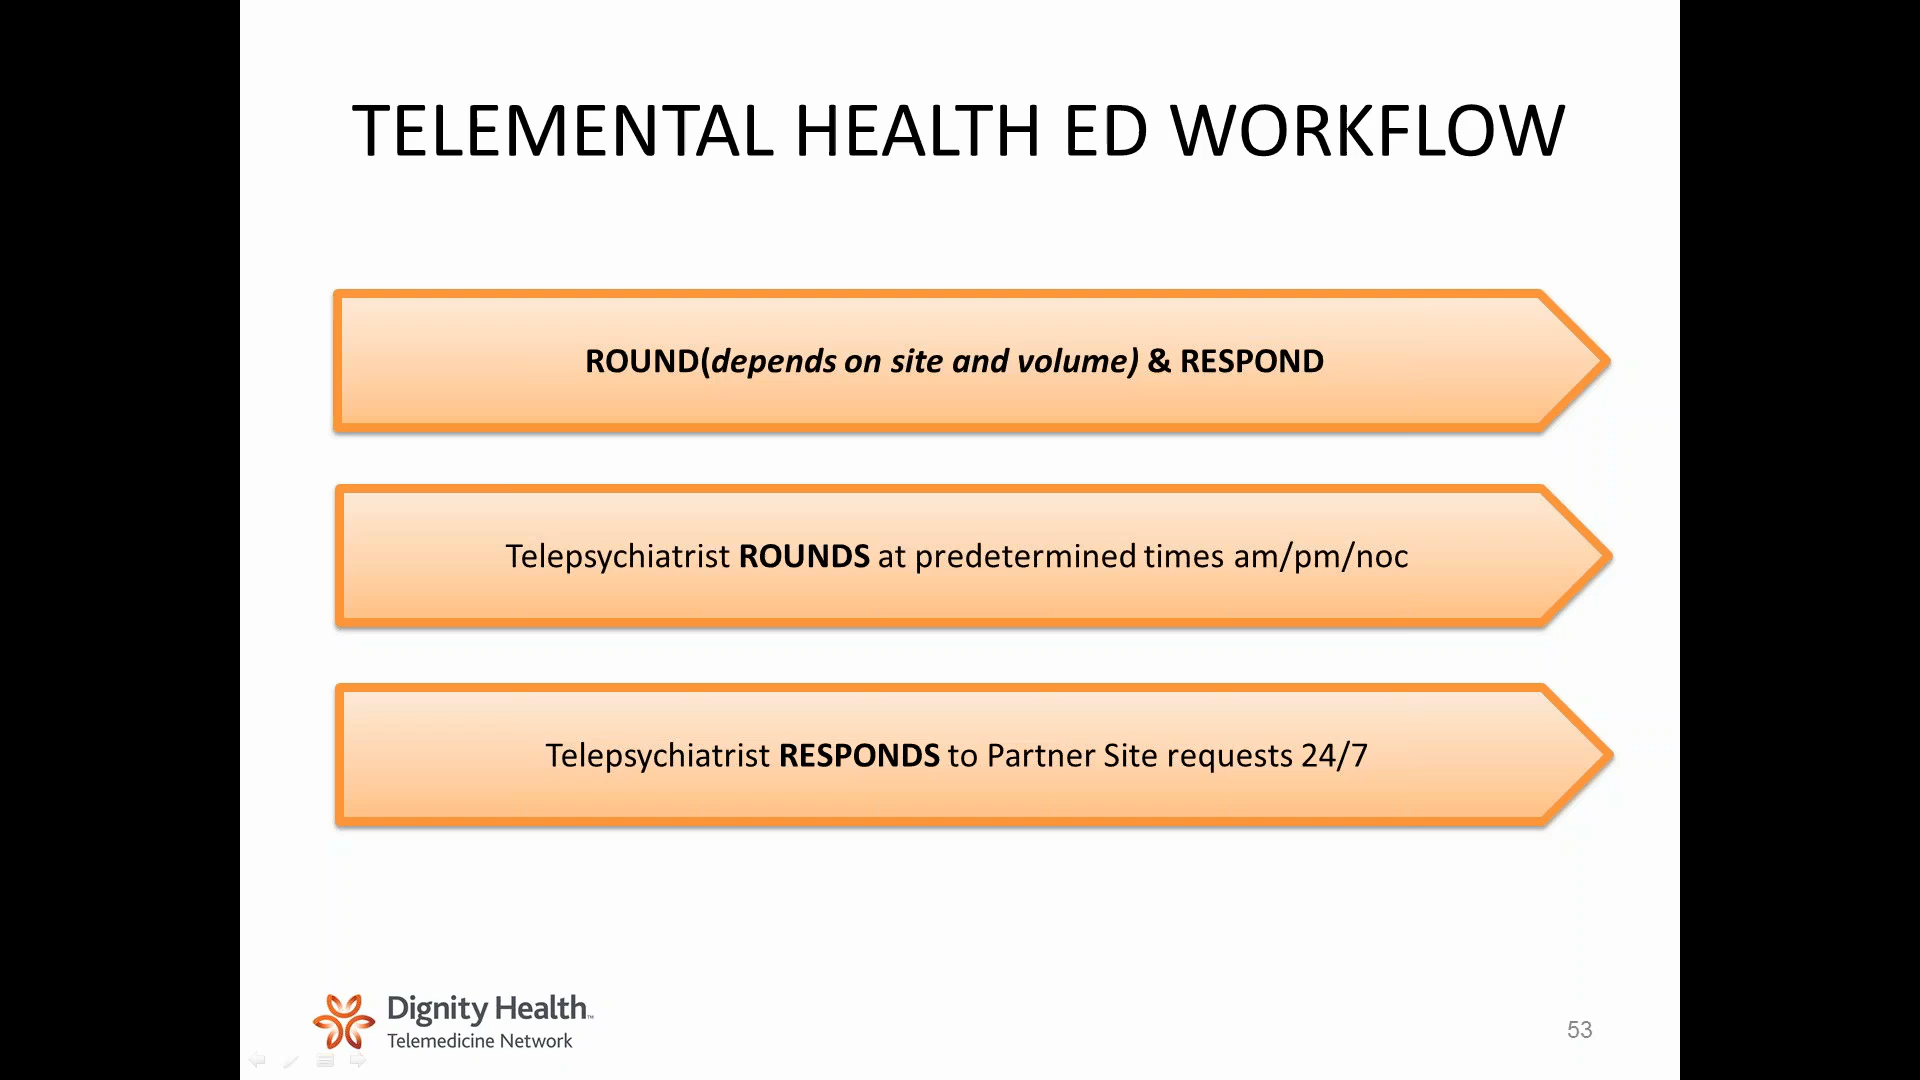 TELEMENTAL HEALTH ED WORKFLOW
ROUND(depends on site and volume) & RESPOND
Telepsychiatrist ROUNDS at predetermined times am/pm/noc
Telepsychiatrist RESPONDS to Partner Site requests 24/7
Dignity Health™
Telemedicine Network
53